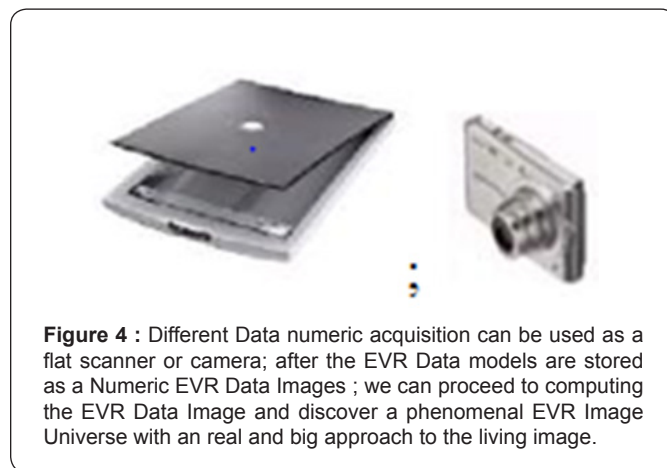 ;
Figure 4 : Different Data numeric acquisition can be used as a
flat scanner or camera; after the EVR Data models are stored
as a Numeric EVR Data Images ; we can proceed to computing
the EVR Data Image and discover a phenomenal EVR Image
Universe with an real and big approach to the living image.